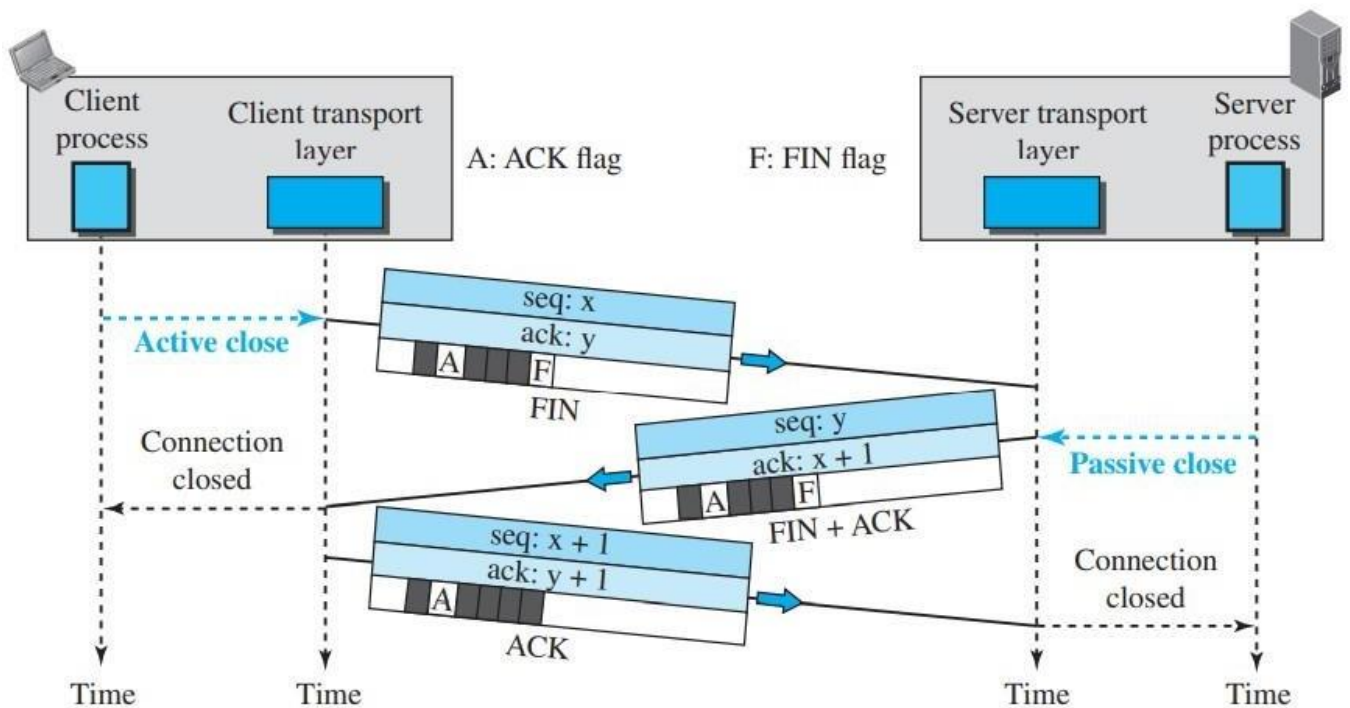 Client
process
Client transport
layer
A: ACK flag
F: FIN flag
Server transport
layer
Server
process
seq: x
ack: y
A
F
FIN
Active close
seq: y
ack: x + 1
A
F
FIN + ACK
Passive close
Connection
closed
seq: x + 1
ack: y + 1
A
ACK
Connection
closed
Time
Time
Time
Time